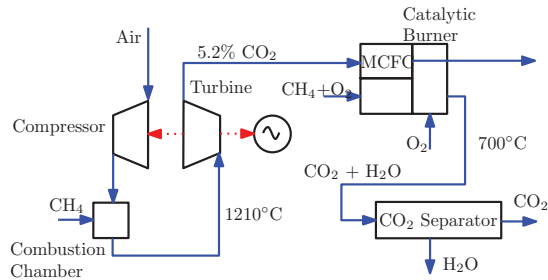 Catalytic
Burner
Air
5.2% CO₂
MCFC
Turbine
CH₄+O₂
Compressor
O₂
700°C
CO₂ + H₂O
CH₄
1210°C
CO₂ Separator
CO₂
Combustion
Chamber
H₂O